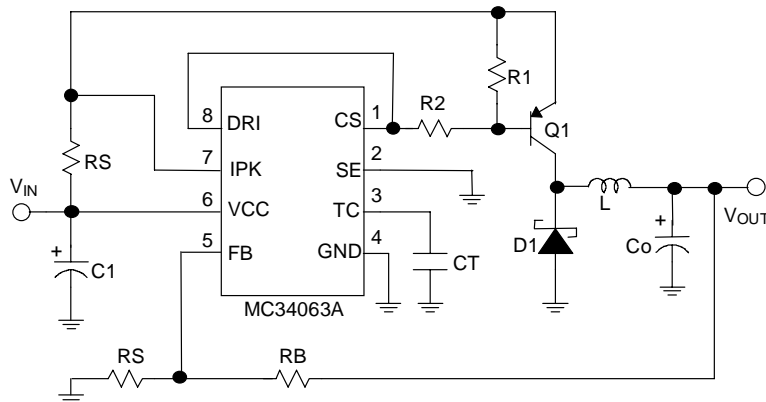 R1
8
DRI
CS
1
R2
Q1
RS
7
IPK
SE
2
VIN
6
VCC
TC
3
L
VOUT
+
C1
5
FB
GND
4
CT
D1
+
Co
MC34063A
RS
RB